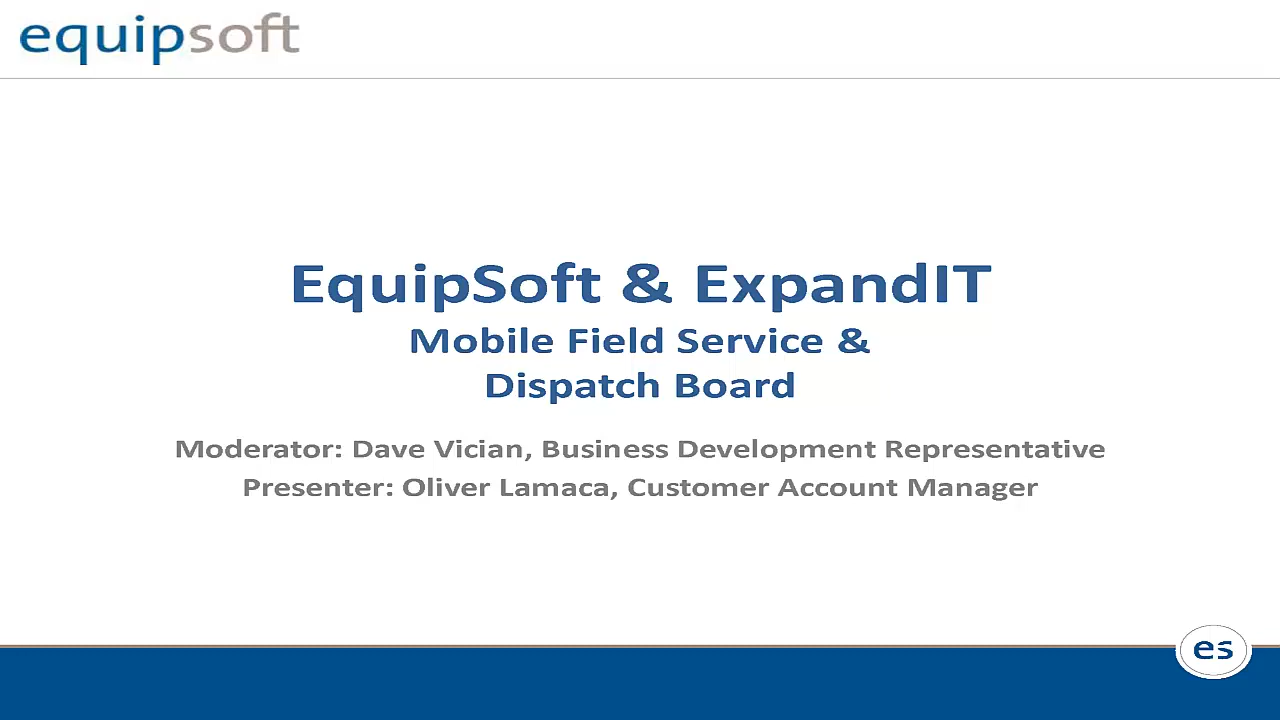 equipsoft
EquipSoft & ExpandIT
Mobile Field Service &
Dispatch Board
Moderator: Dave Vician, Business Development Representative
Presenter: Oliver Lamaca, Customer Account Manager
es